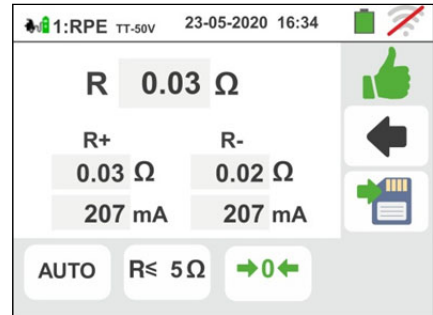 1:RPE TT-50V 23-05-2020 16:34
R 0.03 Ω
R+ R-
0.03 Ω 0.02 Ω
207 mA 207 mA
AUTO R≤ 5Ω →0←